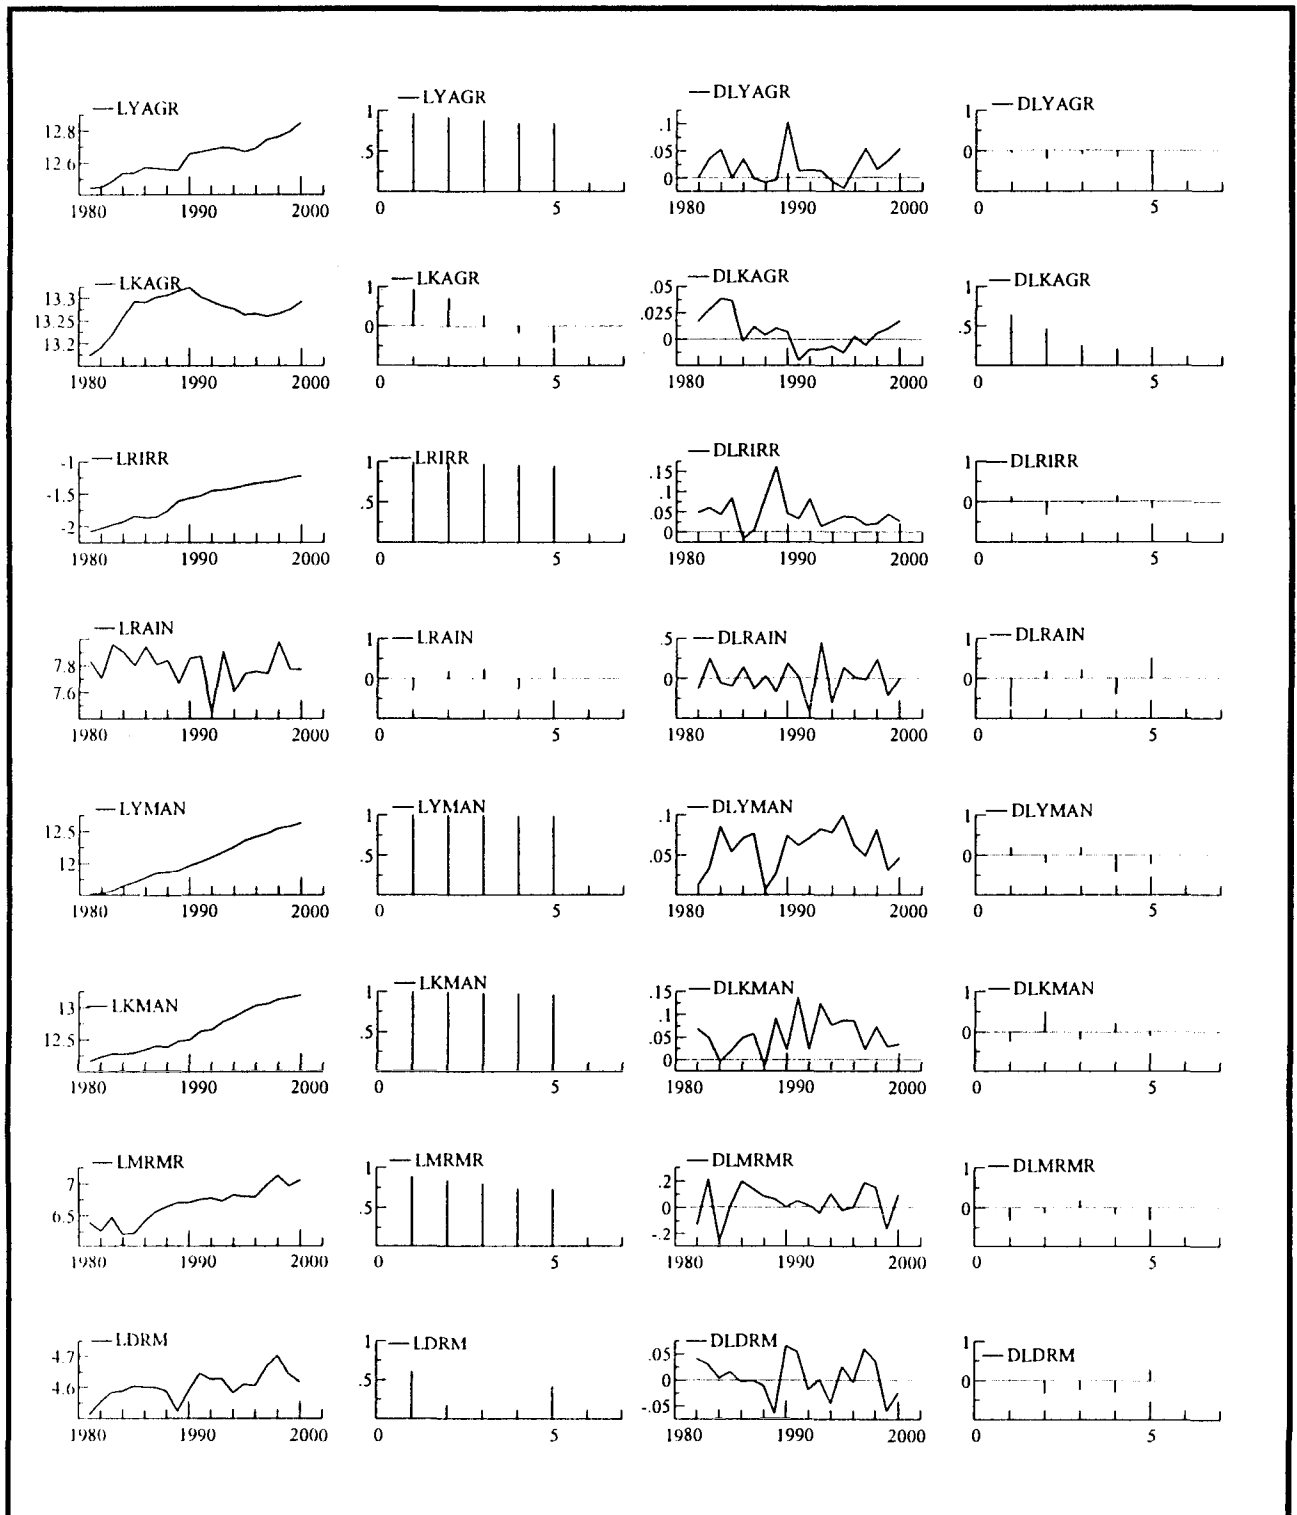 LYAGR LYAGR DLYAGR DLYAGR
12.8 1 .1 1
12.6 .5 .05 0
0
1980 1990 2000 0 5 1980 1990 2000 0 5
LKAGR LKAGR DLKAGR DLKAGR
13.3 1 .05 1
13.25 0 .025 .5
13.2 0
1980 1990 2000 0 5 1980 1990 2000 0 5
LRIRR LRIRR DLRIRR DLRIRR
-1 1 .15 1
-1.5 .5 .1 0
-2 .05
0
1980 1990 2000 0 5 1980 1990 2000 0 5
LRAIN LRAIN DLRAIN DLRAIN
7.8 1 .5 1
7.6 0 0 0
1980 1990 2000 0 5 1980 1990 2000 0 5
LYMAN LYMAN DLYMAN DLYMAN
12.5 1 .1 1
12 .5 .05 0
1980 1990 2000 0 5 1980 1990 2000 0 5
LKMAN LKMAN DLKMAN DLKMAN
13 1 .15 1
12.5 .5 .1 0
.05
0
1980 1990 2000 0 5 1980 1990 2000 0 5
LMRMR LMRMR DLMRMR DLMRMR
7 1 .2 1
6.5 .5 0 0
-.2
1980 1990 2000 0 5 1980 1990 2000 0 5
LDRM LDRM DLDRM DLDRM
4.7 1 .05 1
4.6 .5 0 0
-.05
1980 1990 2000 0 5 1980 1990 2000 0 5